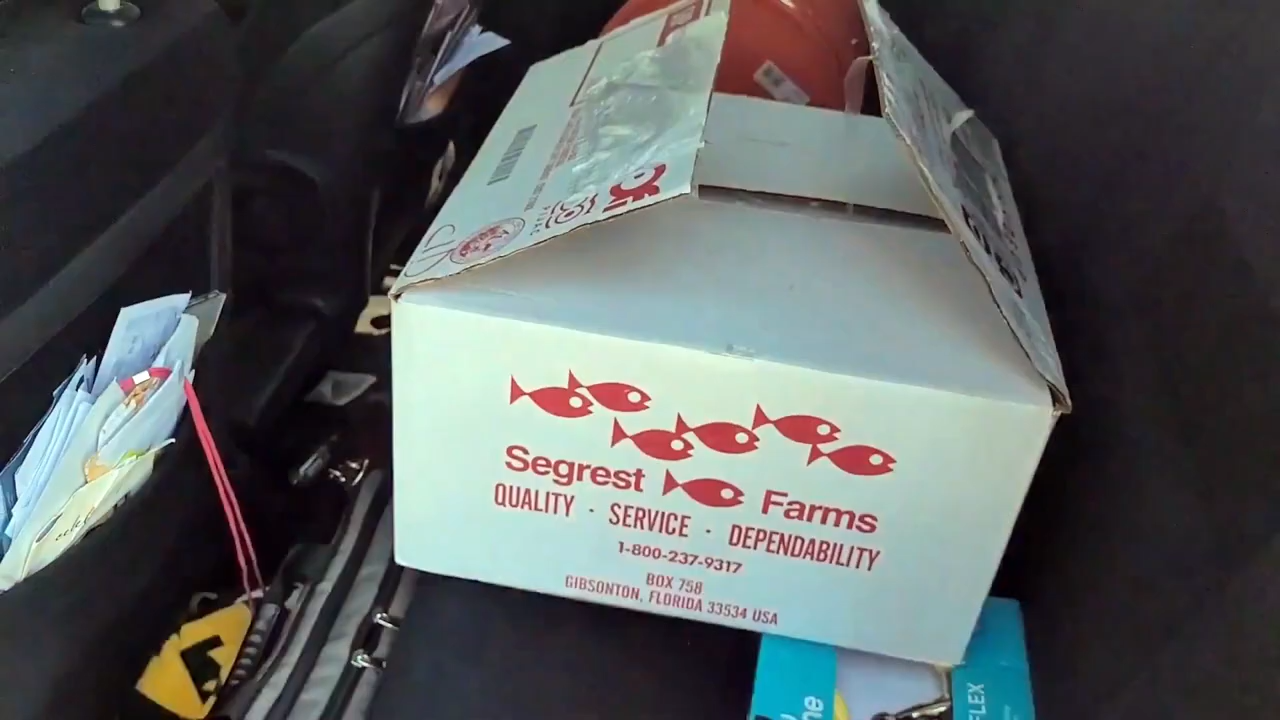 Segrest Farms
QUALITY · SERVICE · DEPENDABILITY
1-800-237-9317
BOX 758
GIBSONTON, FLORIDA 33534 USA
FLEX